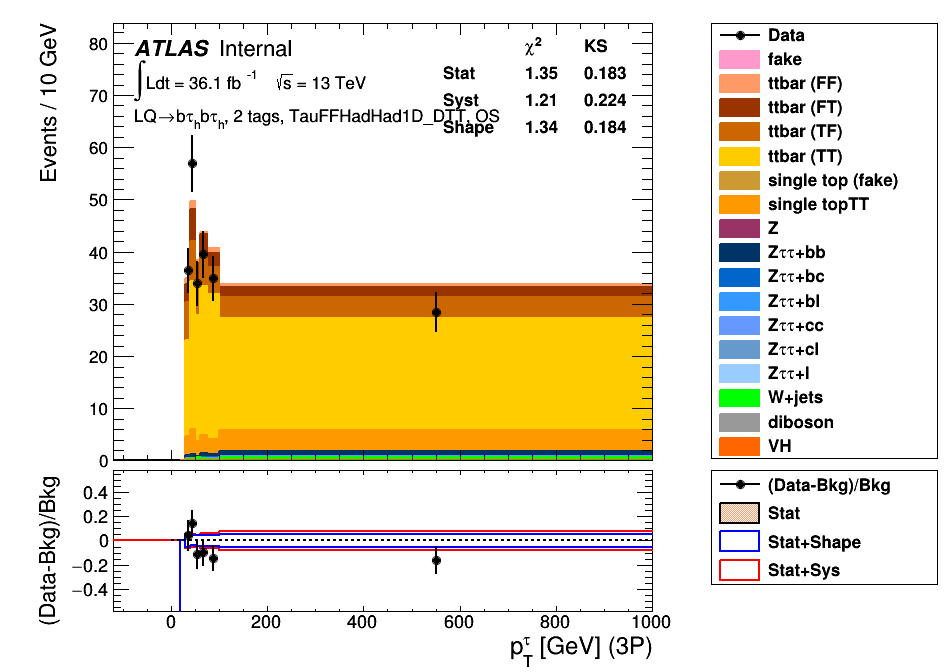 ATLAS Internal
∫Ldt = 36.1 fb⁻¹ √s = 13 TeV
LQ→bτₕbτₕ, 2 tags, TauFFHadHad1D_DTT, OS
χ² KS
Stat 1.35 0.183
Syst 1.21 0.224
Shape 1.34 0.184
Events / 10 GeV
80
70
60
50
40
30
20
10
0
(Data-Bkg)/Bkg
0.4
0.2
0
−0.2
−0.4
0 200 400 600 800 1000
p_T^τ [GeV] (3P)
Data
fake
ttbar (FF)
ttbar (FT)
ttbar (TF)
ttbar (TT)
single top (fake)
single topTT
Z
Zττ+bb
Zττ+bc
Zττ+bl
Zττ+cc
Zττ+cl
Zττ+l
W+jets
diboson
VH
(Data-Bkg)/Bkg
Stat
Stat+Shape
Stat+Sys